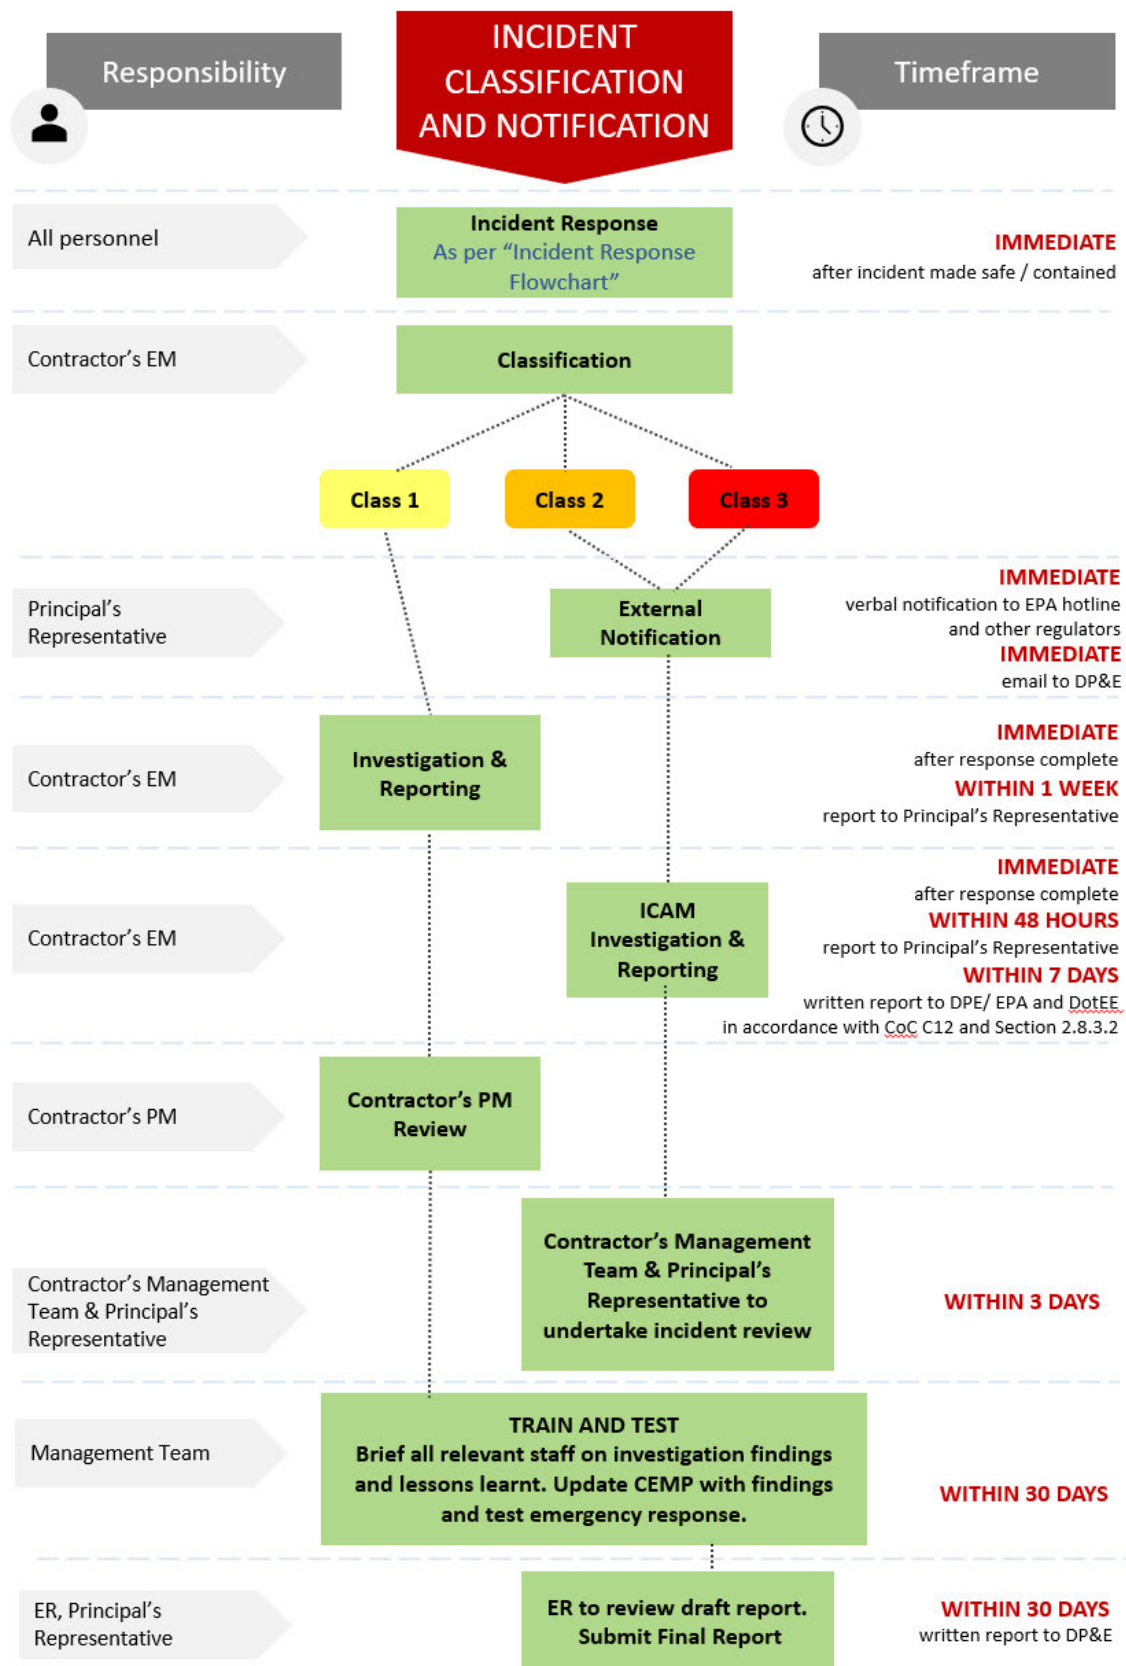 Responsibility
INCIDENT
CLASSIFICATION
AND NOTIFICATION
Timeframe
All personnel
Incident Response
As per “Incident Response
Flowchart”
IMMEDIATE
after incident made safe / contained
Contractor’s EM
Classification
Class 1
Class 2
Class 3
Principal’s
Representative
External
Notification
IMMEDIATE
verbal notification to EPA hotline
and other regulators
IMMEDIATE
email to DP&E
Contractor’s EM
Investigation &
Reporting
IMMEDIATE
after response complete
WITHIN 1 WEEK
report to Principal’s Representative
Contractor’s EM
ICAM
Investigation &
Reporting
IMMEDIATE
after response complete
WITHIN 48 HOURS
report to Principal’s Representative
WITHIN 7 DAYS
written report to DPE/ EPA and DotEE
in accordance with CoC C12 and Section 2.8.3.2
Contractor’s PM
Contractor’s PM
Review
Contractor’s Management
Team & Principal’s
Representative
Contractor’s Management
Team & Principal’s
Representative to
undertake incident review
WITHIN 3 DAYS
Management Team
TRAIN AND TEST
Brief all relevant staff on investigation findings
and lessons learnt. Update CEMP with findings
and test emergency response.
WITHIN 30 DAYS
ER, Principal’s
Representative
ER to review draft report.
Submit Final Report
WITHIN 30 DAYS
written report to DP&E